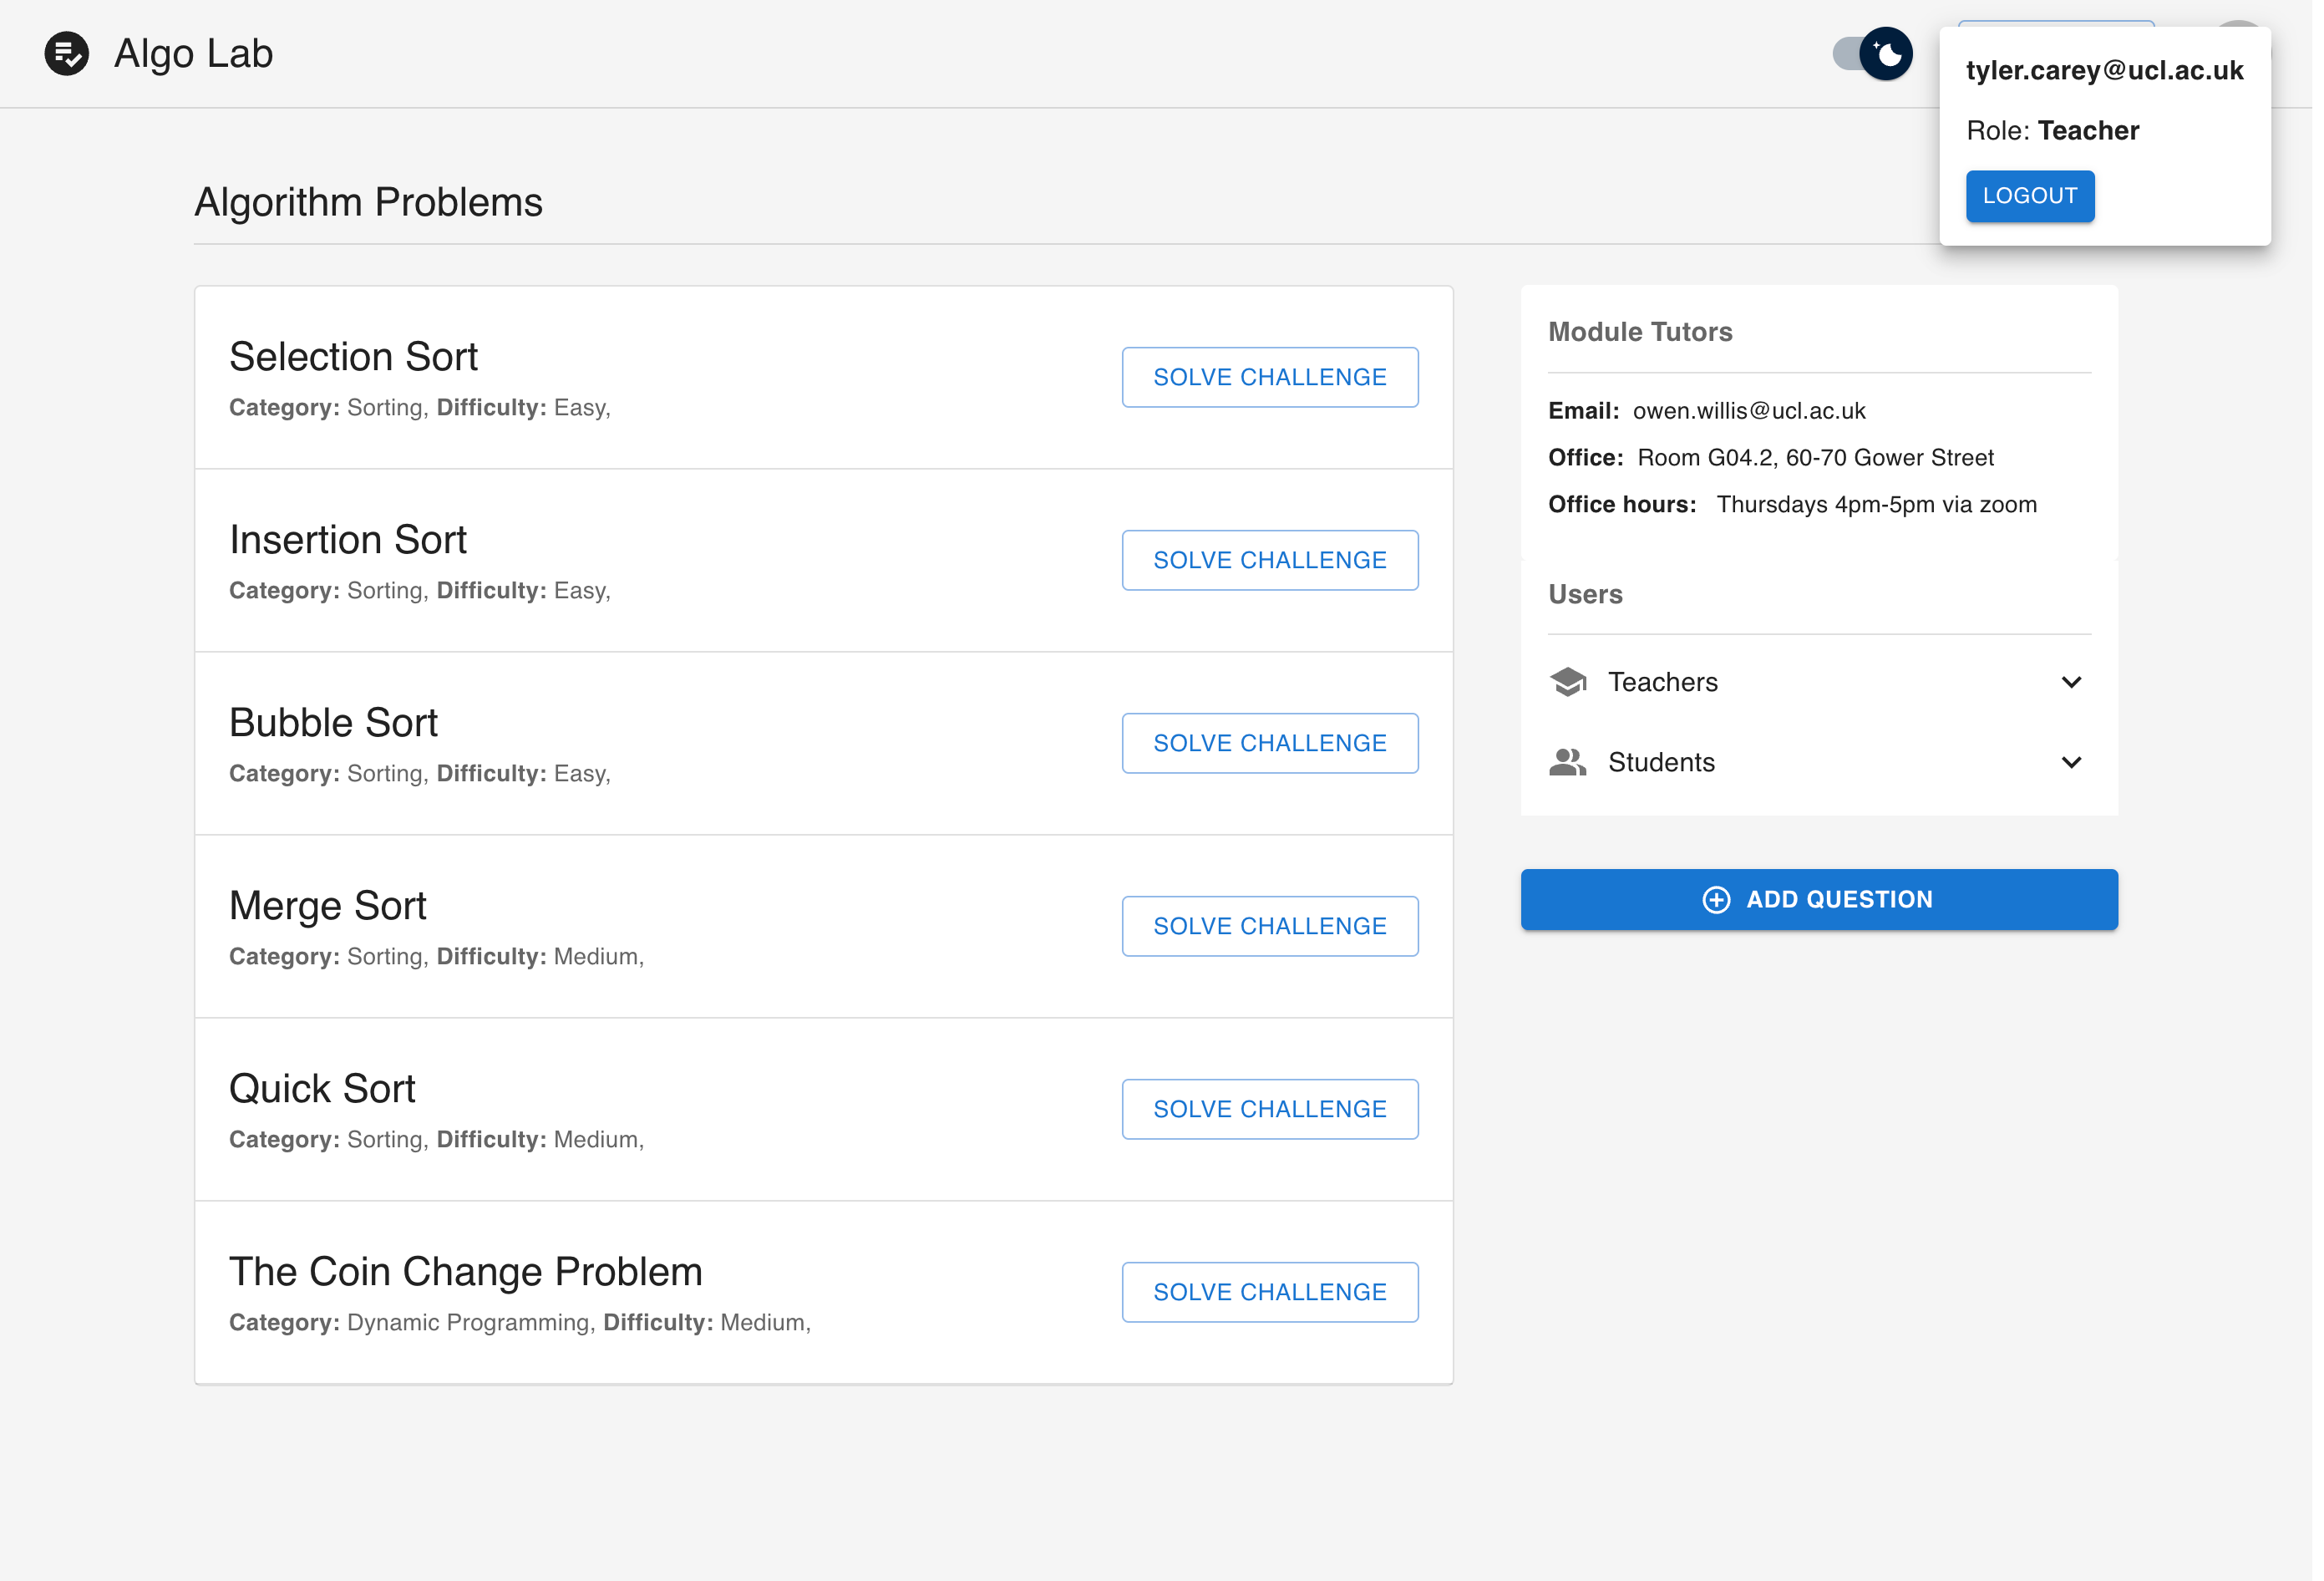 Algo Lab
tyler.carey@ucl.ac.uk
Role: Teacher
LOGOUT
Algorithm Problems
Selection Sort
Category: Sorting, Difficulty: Easy,
SOLVE CHALLENGE
Insertion Sort
Category: Sorting, Difficulty: Easy,
SOLVE CHALLENGE
Bubble Sort
Category: Sorting, Difficulty: Easy,
SOLVE CHALLENGE
Merge Sort
Category: Sorting, Difficulty: Medium,
SOLVE CHALLENGE
Quick Sort
Category: Sorting, Difficulty: Medium,
SOLVE CHALLENGE
The Coin Change Problem
Category: Dynamic Programming, Difficulty: Medium,
SOLVE CHALLENGE
Module Tutors
Email: owen.willis@ucl.ac.uk
Office: Room G04.2, 60-70 Gower Street
Office hours: Thursdays 4pm-5pm via zoom
Users
Teachers
Students
ADD QUESTION